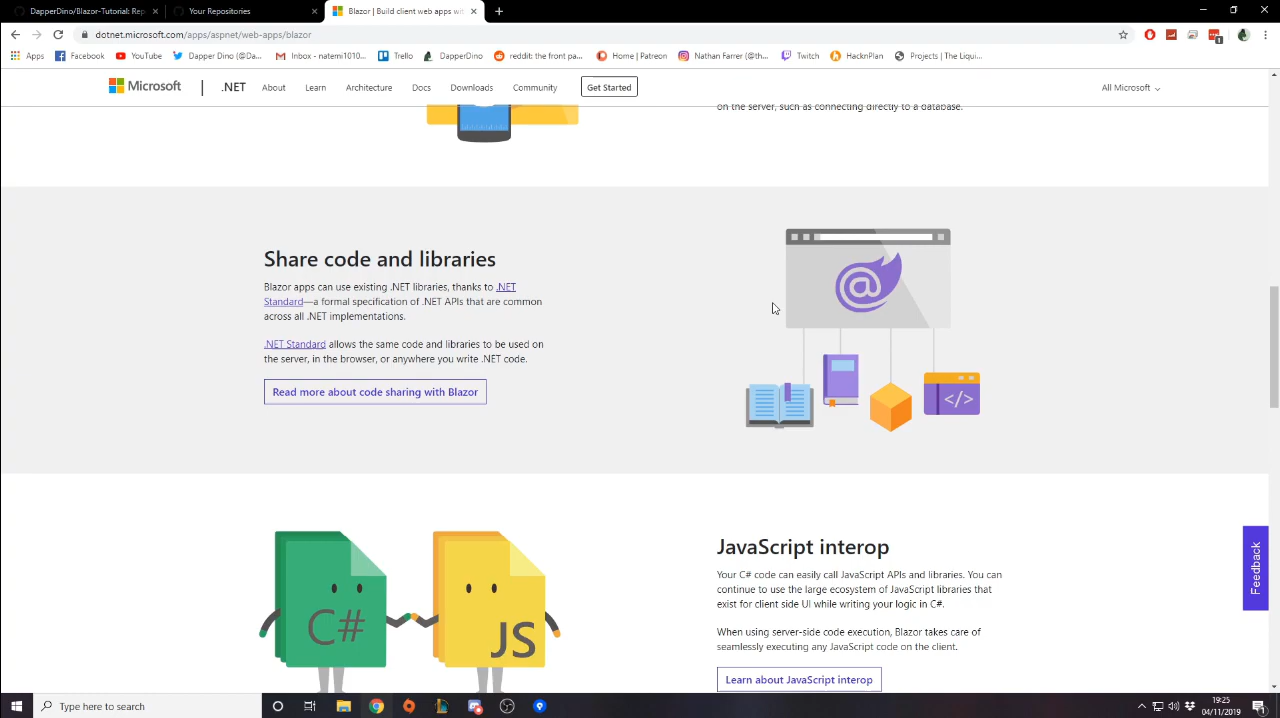 DapperDino/Blazor-Tutorial: Rep
Your Repositories
Blazor | Build client web apps wit
dotnet.microsoft.com/apps/aspnet/web-apps/blazor
Apps Facebook YouTube Dapper Dino (@Da... Inbox - natemi1010... Trello DapperDino reddit: the front pa... Home | Patreon Nathan Farrer (@th... Twitch HacknPlan Projects | The Liqui...
Microsoft .NET About Learn Architecture Docs Downloads Community Get Started All Microsoft
on the server, such as connecting directly to a database.
Share code and libraries
Blazor apps can use existing .NET libraries, thanks to .NET
Standard—a formal specification of .NET APIs that are common
across all .NET implementations.
.NET Standard allows the same code and libraries to be used on
the server, in the browser, or anywhere you write .NET code.
Read more about code sharing with Blazor
@
</>
Feedback
C#
JS
JavaScript interop
Your C# code can easily call JavaScript APIs and libraries. You can
continue to use the large ecosystem of JavaScript libraries that
exist for client side UI while writing your logic in C#.
When using server-side code execution, Blazor takes care of
seamlessly executing any JavaScript code on the client.
Learn about JavaScript interop
Type here to search
19:25
04/11/2019